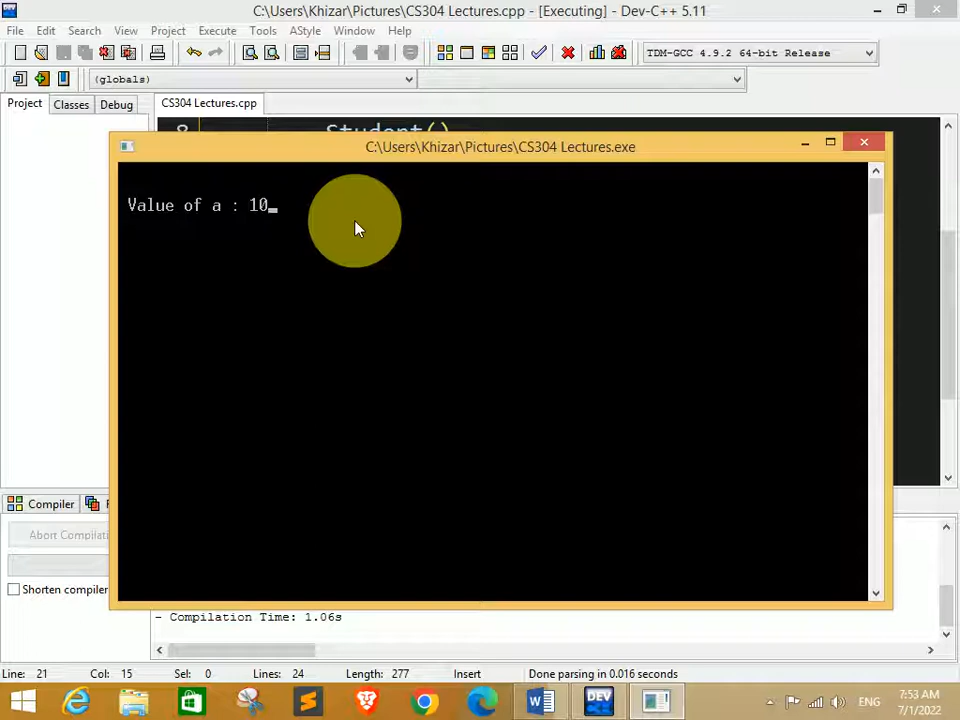 C:\Users\Khizar\Pictures\CS304 Lectures.cpp - [Executing] - Dev-C++ 5.11
File Edit Search View Project Execute Tools AStyle Window Help
TDM-GCC 4.9.2 64-bit Release
(globals)
Project Classes Debug CS304 Lectures.cpp
8 Student()
C:\Users\Khizar\Pictures\CS304 Lectures.exe
Value of a : 10
Compiler
Abort Compilati
Shorten compiler
- Compilation Time: 1.06s
Line: 21 Col: 15 Sel: 0 Lines: 24 Length: 277 Insert Done parsing in 0.016 seconds
DEV
ENG
7:53 AM
7/1/2022